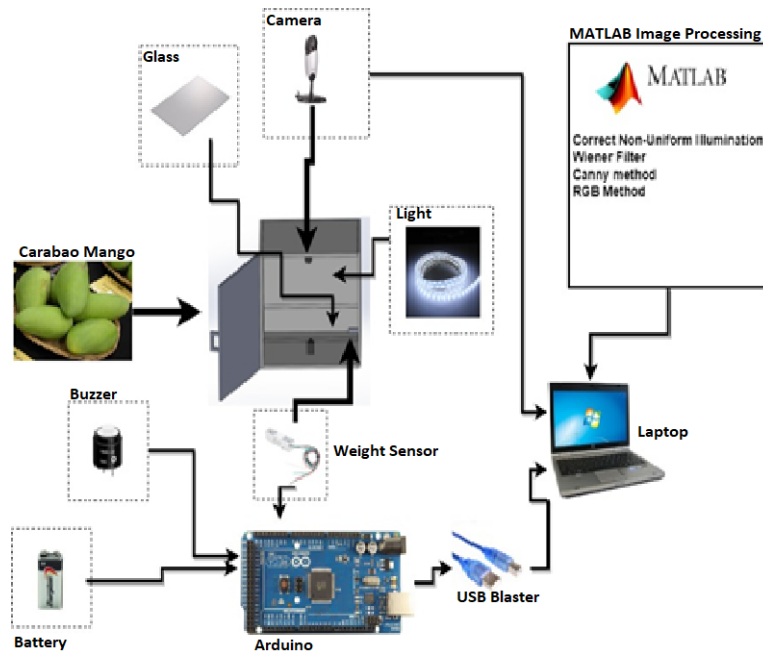 Camera
MATLAB Image Processing
Glass
MATLAB
Correct Non-Uniform Illumination
Wiener Filter
Canny method
RGB Method
Light
Carabao Mango
Buzzer
Laptop
Weight Sensor
USB Blaster
Battery
Arduino